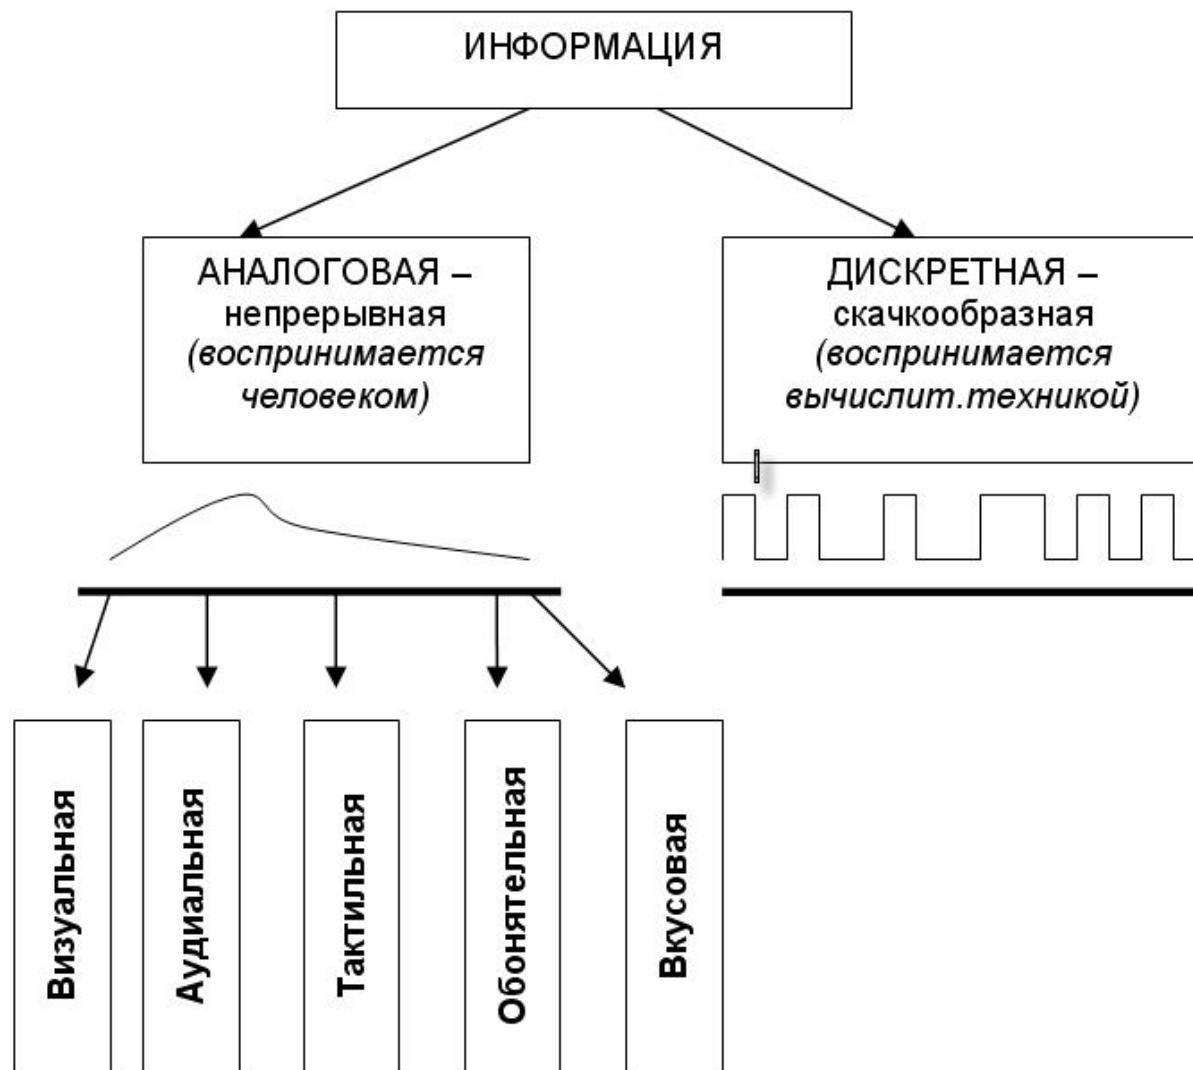 ИНФОРМАЦИЯ
АНАЛОГОВАЯ –
непрерывная
(воспринимается
человеком)
ДИСКРЕТНАЯ –
скачкообразная
(воспринимается
вычислит.техникой)
Визуальная
Аудиальная
Тактильная
Обонятельная
Вкусовая